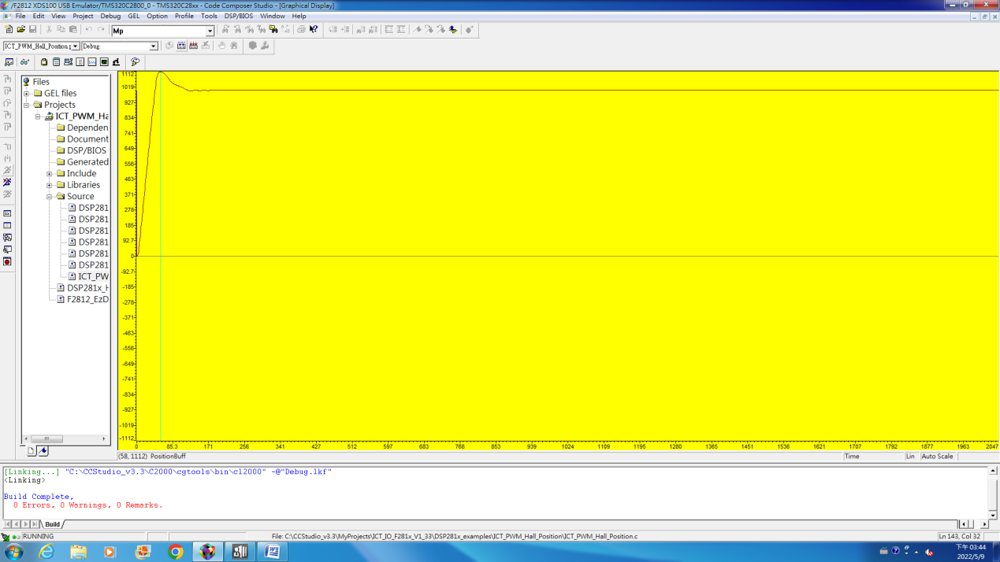 /F2812 XDS100 USB Emulator/TMS320C2800_0 - TMS320C28xx - Code Composer Studio - [Graphical Display]
File Edit View Project Debug GEL Option Profile Tools DSP/BIOS Window Help
Mp
ICT_PWM_Hall_Position.p Debug
Files
GEL files
Projects
ICT_PWM_Ha
Dependen
Document
DSP/BIOS
Generated
Include
Libraries
Source
DSP281
DSP281
DSP281
DSP281
DSP281
DSP281
ICT_PW
DSP281x_H
F2812_EzD
1112
1019
927
834
741
649
556
463
371
278
185
92.7
0
-92.7
-185
-278
-371
-463
-556
-649
-741
-834
-927
-1019
-1112
0 85.3 171 256 341 427 512 597 683 768 853 939 1024 1109 1195 1280 1365 1451 1536 1621 1707 1792 1877 1963 2047
(58, 1112) PositionBuff Time Lin Auto Scale
[Linking...] "C:\CCStudio_v3.3\C2000\cgtools\bin\cl2000" -@"Debug.lkf"
<Linking>
Build Complete,
0 Errors, 0 Warnings, 0 Remarks.
Build
RUNNING File: C:\CCStudio_v3.3\MyProjects\ICT_IO_F281x_V1_33\DSP281x_examples\ICT_PWM_Hall_Position\ICT_PWM_Hall_Position.c Ln 143, Col 32
下午 03:44
2022/5/9